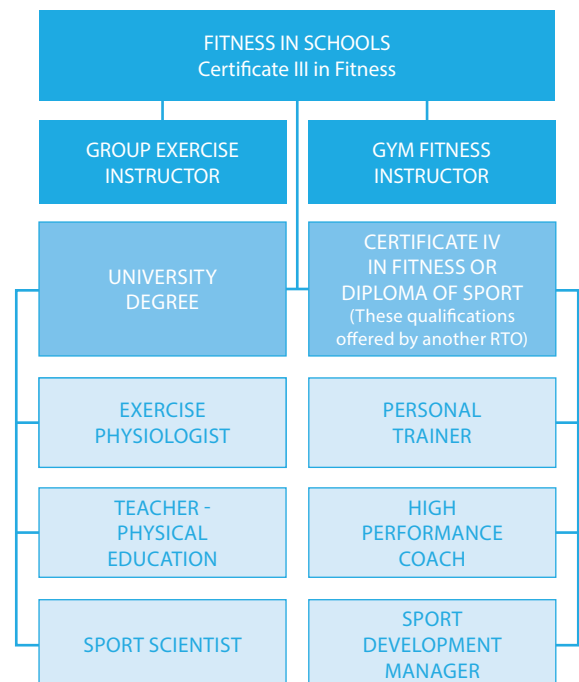 FITNESS IN SCHOOLS
Certificate III in Fitness
GROUP EXERCISE
INSTRUCTOR
GYM FITNESS
INSTRUCTOR
UNIVERSITY
DEGREE
CERTIFICATE IV
IN FITNESS OR
DIPLOMA OF SPORT
(These qualifications
offered by another RTO)
EXERCISE
PHYSIOLOGIST
PERSONAL
TRAINER
TEACHER -
PHYSICAL
EDUCATION
HIGH
PERFORMANCE
COACH
SPORT SCIENTIST
SPORT
DEVELOPMENT
MANAGER